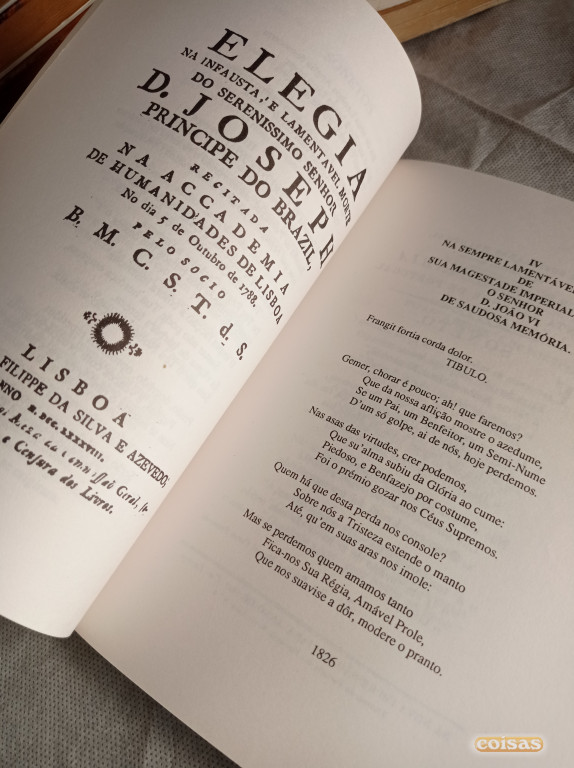 ELEGIA
NA INFAUSTA, E LAMENTAVEL MORTE
DO SERENISSIMO SENHOR
D. JOSEPH
PRINCIPE DO BRAZIL,
RECITADA
NA ACCADEMIA
DE HUMANIDADES DE LISBOA
No dia 5 de Outubro de 1788.
PELO SOCIO
B. M. C. S. T. d. S.
LISBOA
FILIPPE DA SILVA E AZEVEDO;
ANNO M. DCC. LXXXVIII.
Geral,
e Censura dos Livros.
IV
NA SEMPRE LAMENTÁVEL
DE
SUA MAGESTADE IMPERIAL
O SENHOR
D. JOÃO VI
DE SAUDOSA MEMÓRIA.
Frangit fortia corda dolor.
TIBULO.
Gemer, chorar é pouco; ah! que faremos?
Que da nossa aflição mostre o azedume,
Se um Pai, um Benfeitor, um Semi-Nume
D'um só golpe, ai de nós, hoje perdemos.
Nas asas das virtudes, crer podemos,
Que su'alma subiu da Glória ao cume:
Piedoso, e Benfazejo por costume,
Foi o prémio gozar nos Céus Supremos.
Quem há que desta perda nos console?
Sobre nós a Tristeza estende o manto
Até, qu'em suas aras nos imole:
Mas se perdemos quem amamos tanto
Fica-nos Sua Régia, Amável Prole,
Que nos suavise a dôr, modere o pranto.
1826
coisas